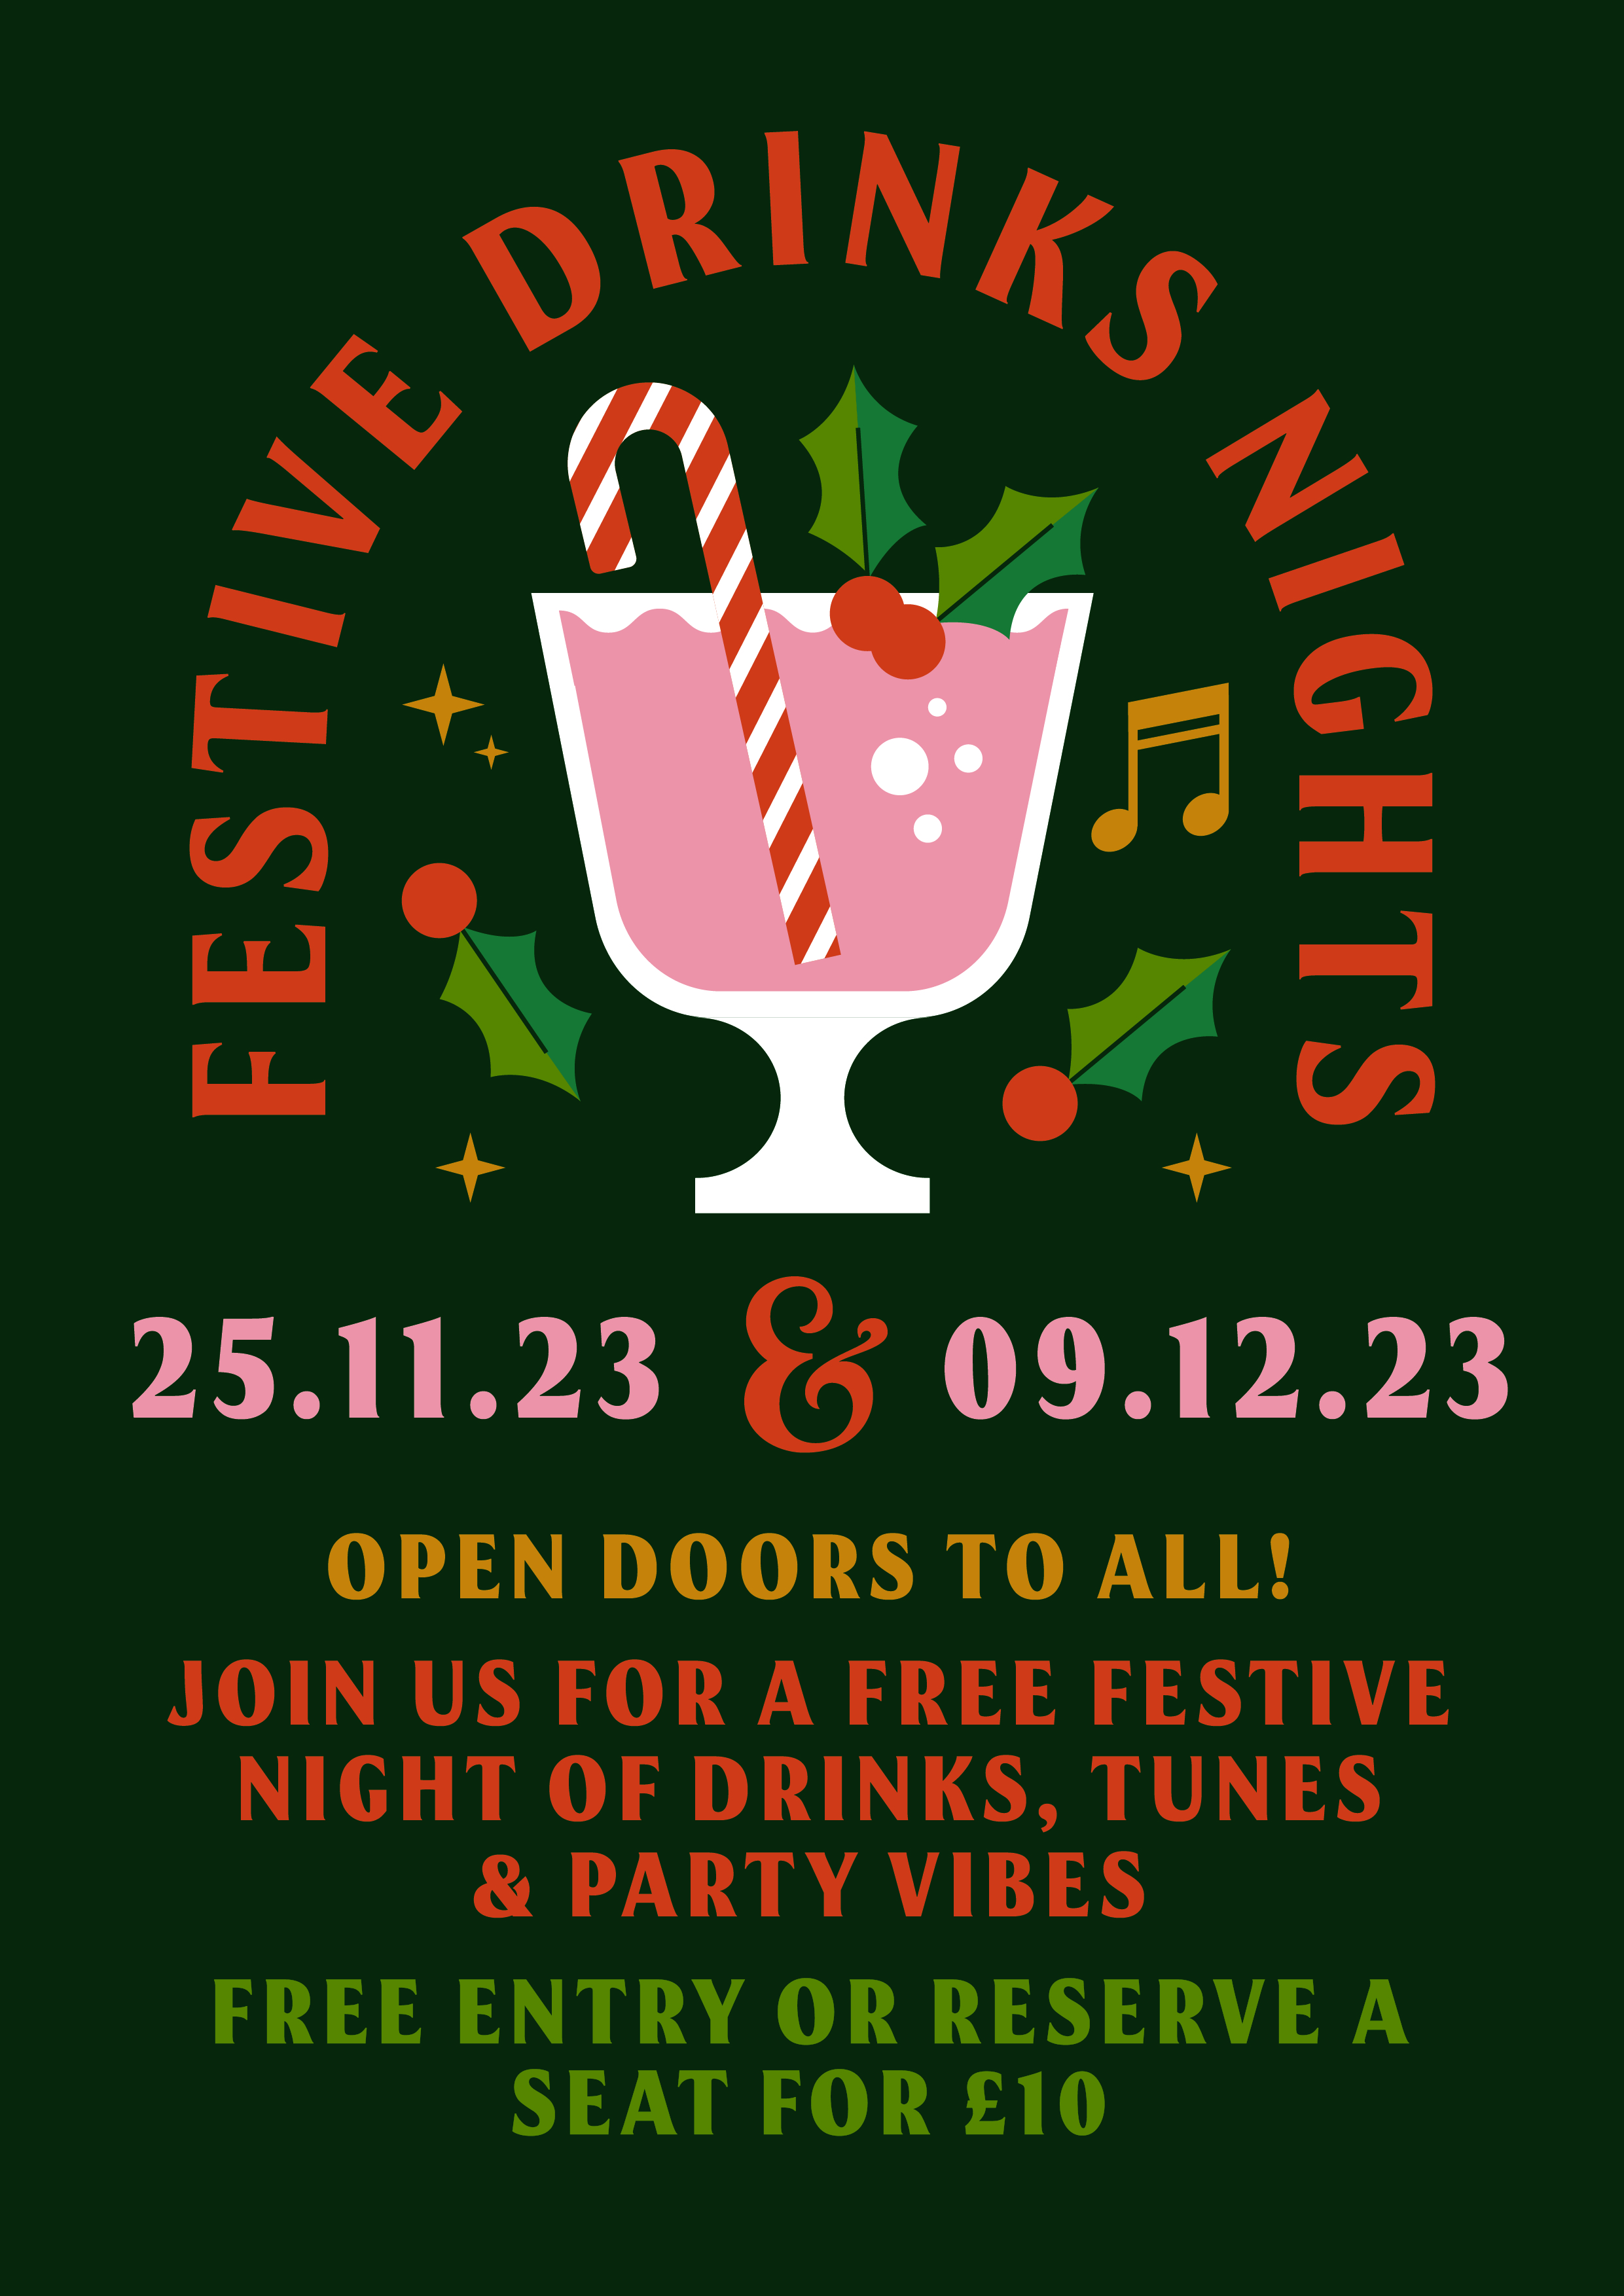 FESTIVE DRINKS NIGHTS
25.11.23 & 09.12.23
OPEN DOORS TO ALL!
JOIN US FOR A FREE FESTIVE
NIGHT OF DRINKS, TUNES
& PARTY VIBES
FREE ENTRY OR RESERVE A
SEAT FOR £10